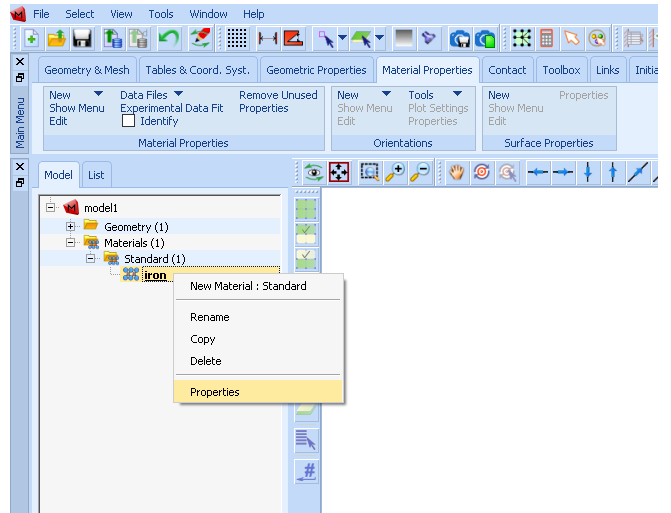 File Select View Tools Window Help
Geometry & Mesh Tables & Coord. Syst. Geometric Properties Material Properties Contact Toolbox Links Initia
Main Menu
New Data Files Remove Unused
Show Menu Experimental Data Fit Properties
Edit Identify
Material Properties
New Tools
Show Menu Plot Settings
Edit Properties
Orientations
New Properties
Show Menu
Edit
Surface Properties
Model List
model1
Geometry (1)
Materials (1)
Standard (1)
iron
New Material : Standard
Rename
Copy
Delete
Properties
#